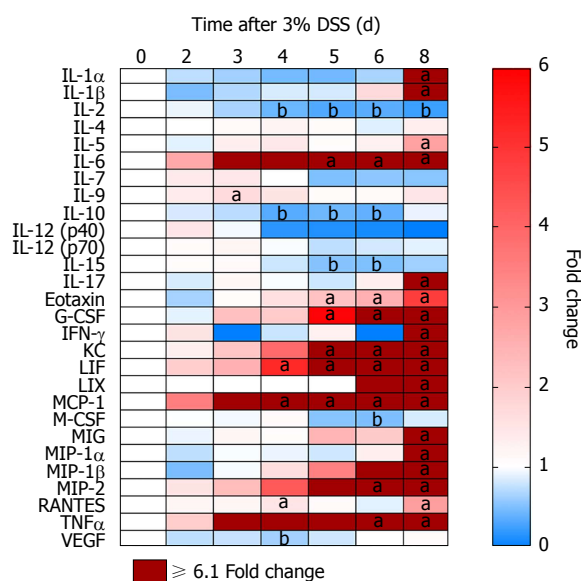 Time after 3% DSS (d)
0 2 3 4 5 6 8
IL-1α a
IL-1β a
IL-2 b b b b
IL-4
IL-5 a
IL-6 a a a
IL-7
IL-9 a
IL-10 b b b
IL-12 (p40)
IL-12 (p70)
IL-15 b b
IL-17 a
Eotaxin a a a
G-CSF a a a
IFN-γ a
KC a a a
LIF a a a a
LIX a
MCP-1 a a a a
M-CSF b
MIG a
MIP-1α a
MIP-1β a a
MIP-2 a a
RANTES a a
TNFα a a
VEGF b
≥ 6.1 Fold change
6
5
4
3
2
1
0
Fold change